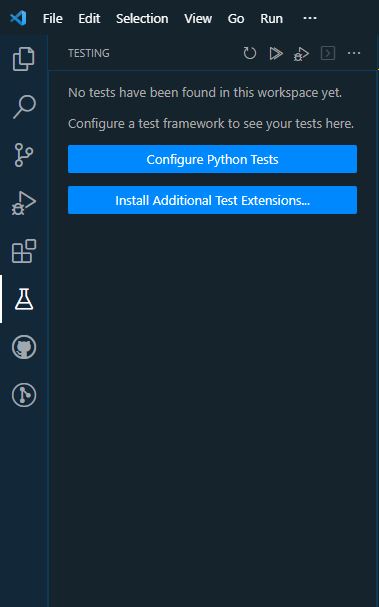 File Edit Selection View Go Run ···
TESTING
No tests have been found in this workspace yet.
Configure a test framework to see your tests here.
Configure Python Tests
Install Additional Test Extensions...